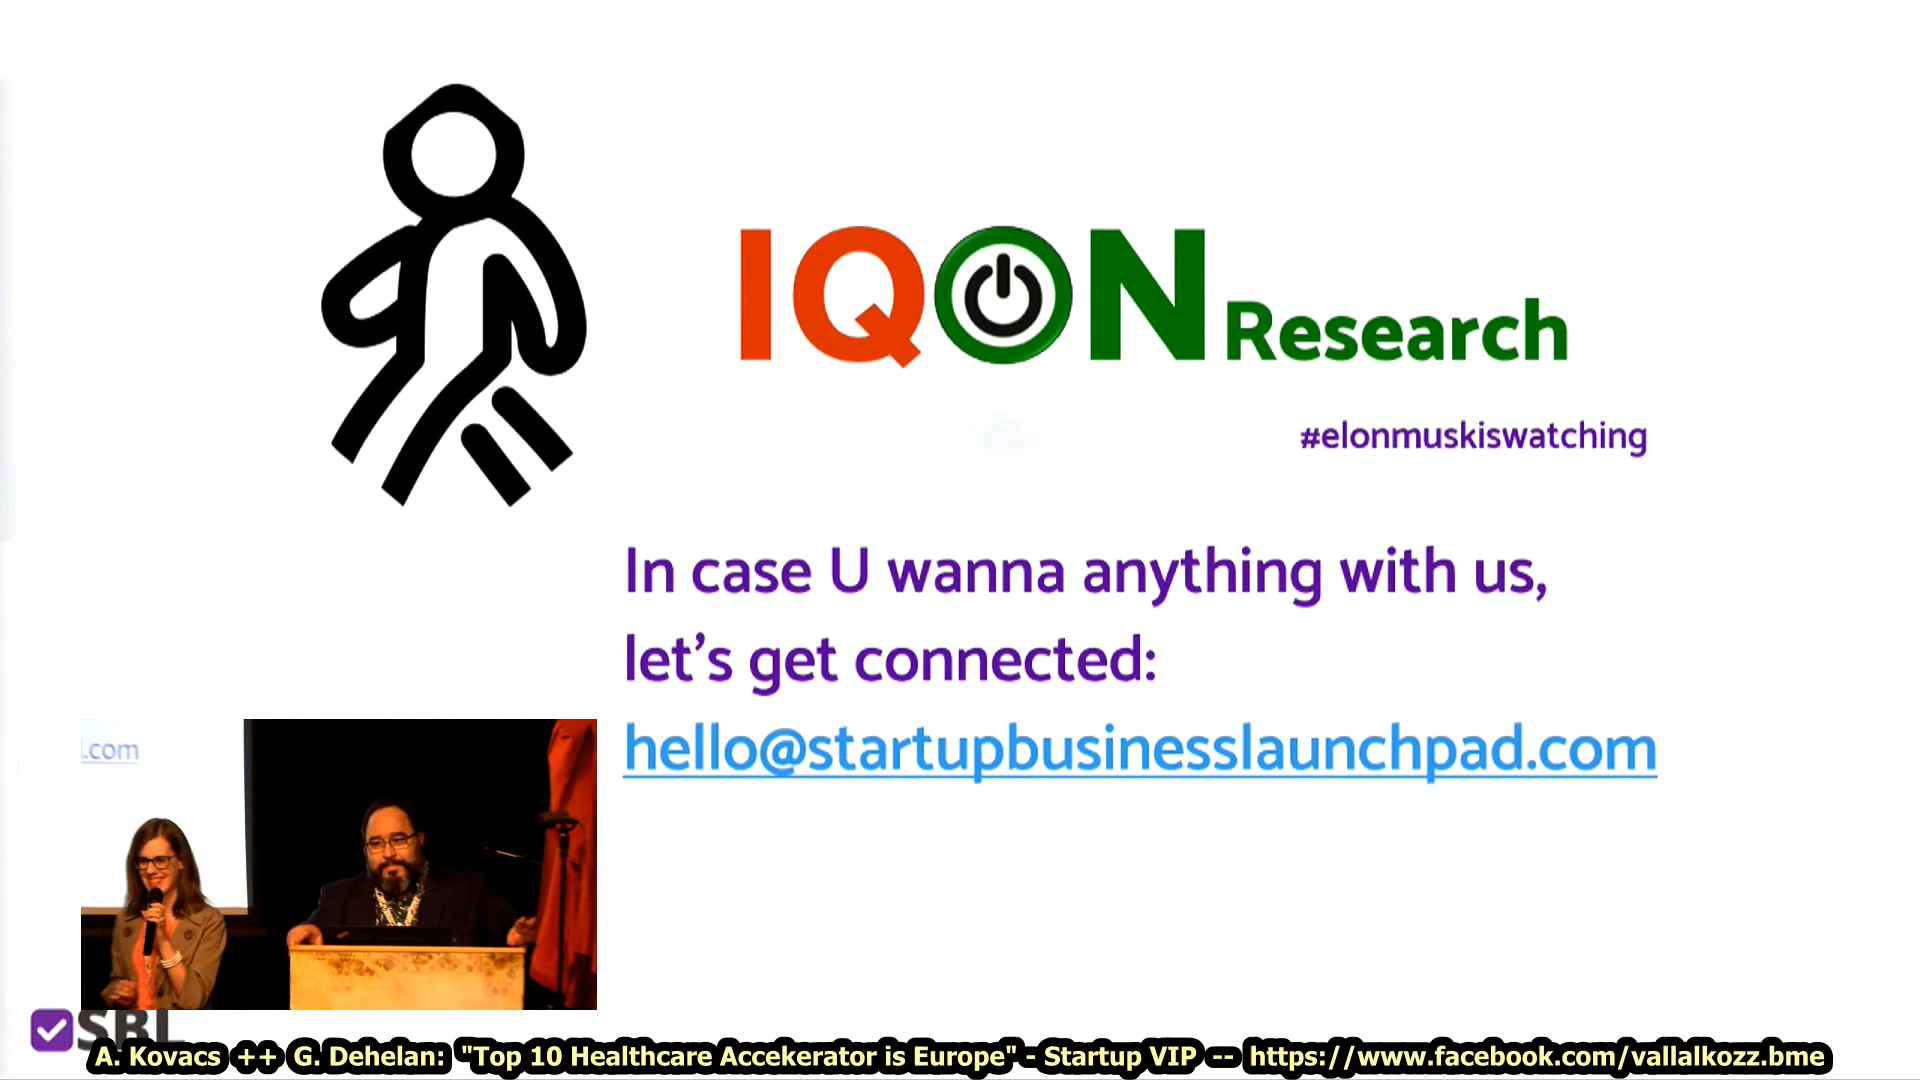 IQON Research
#elonmuskiswatching
In case U wanna anything with us,
let's get connected:
hello@startupbusinesslaunchpad.com
.com
SBL
A. Kovacs ++ G. Dehelan: "Top 10 Healthcare Accekerator is Europe" - Startup VIP -- https://www.facebook.com/vallalkozz.bme